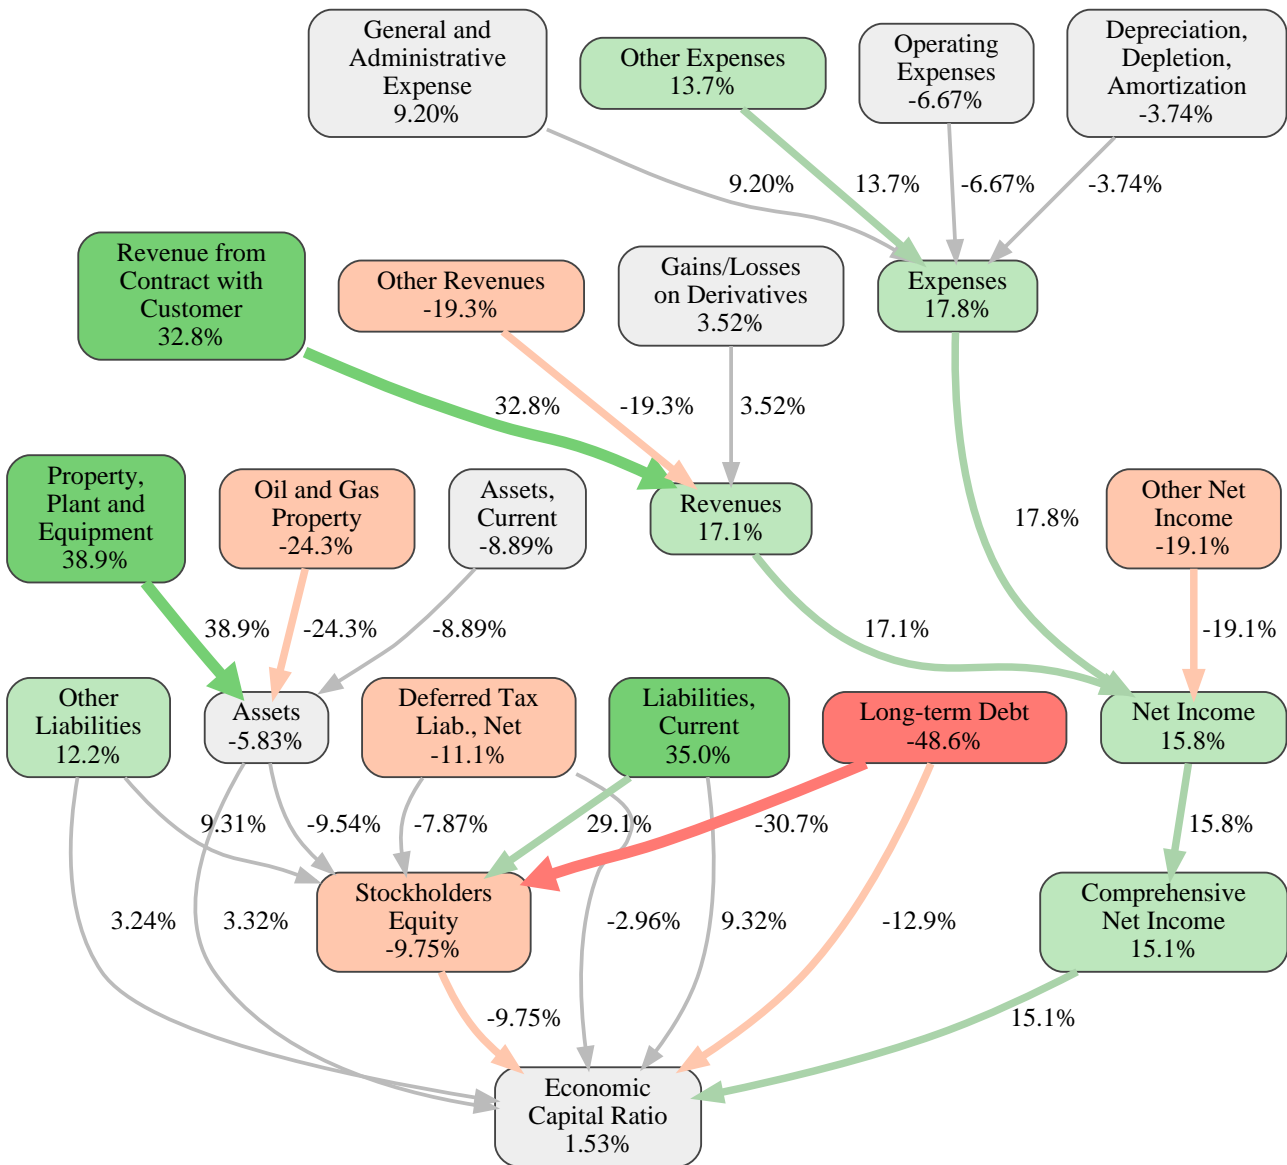 General and
Administrative
Expense
9.20%
Other Expenses
13.7%
Operating
Expenses
-6.67%
Depreciation,
Depletion,
Amortization
-3.74%
9.20%
13.7%
-6.67%
-3.74%
Revenue from
Contract with
Customer
32.8%
Other Revenues
-19.3%
Gains/Losses
on Derivatives
3.52%
Expenses
17.8%
32.8%
-19.3%
3.52%
Property,
Plant and
Equipment
38.9%
Oil and Gas
Property
-24.3%
Assets,
Current
-8.89%
Revenues
17.1%
17.8%
Other Net
Income
-19.1%
38.9%
-24.3%
-8.89%
17.1%
-19.1%
Other
Liabilities
12.2%
Assets
-5.83%
Deferred Tax
Liab., Net
-11.1%
Liabilities,
Current
35.0%
Long-term Debt
-48.6%
Net Income
15.8%
9.31%
-9.54%
-7.87%
29.1%
-30.7%
15.8%
3.24%
3.32%
Stockholders
Equity
-9.75%
-2.96%
9.32%
-12.9%
Comprehensive
Net Income
15.1%
-9.75%
15.1%
Economic
Capital Ratio
1.53%